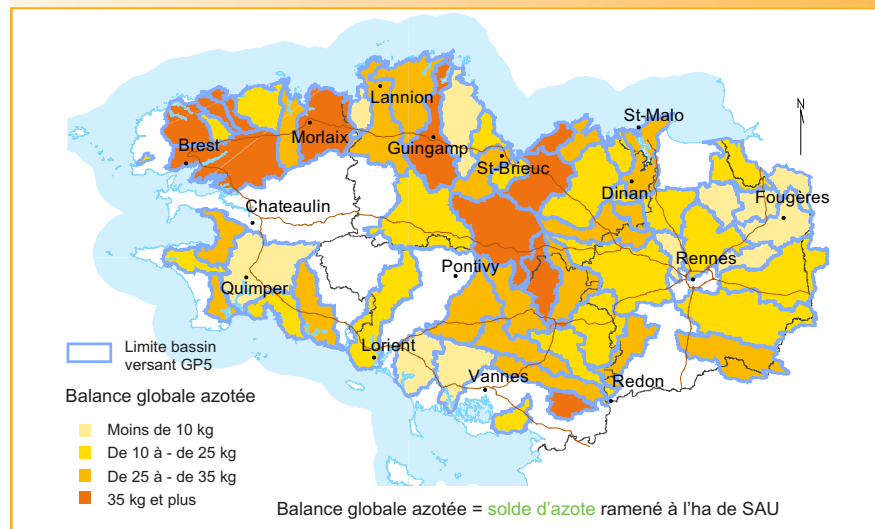 Lannion
St-Malo
N
Brest
Morlaix
Guingamp
St-Brieuc
Dinan
Fougères
Chateaulin
Rennes
Pontivy
Quimper
Lorient
Vannes
Redon
Limite bassin
versant GP5
Balance globale azotée
Moins de 10 kg
De 10 à - de 25 kg
De 25 à - de 35 kg
35 kg et plus
Balance globale azotée = solde d'azote ramené à l'ha de SAU